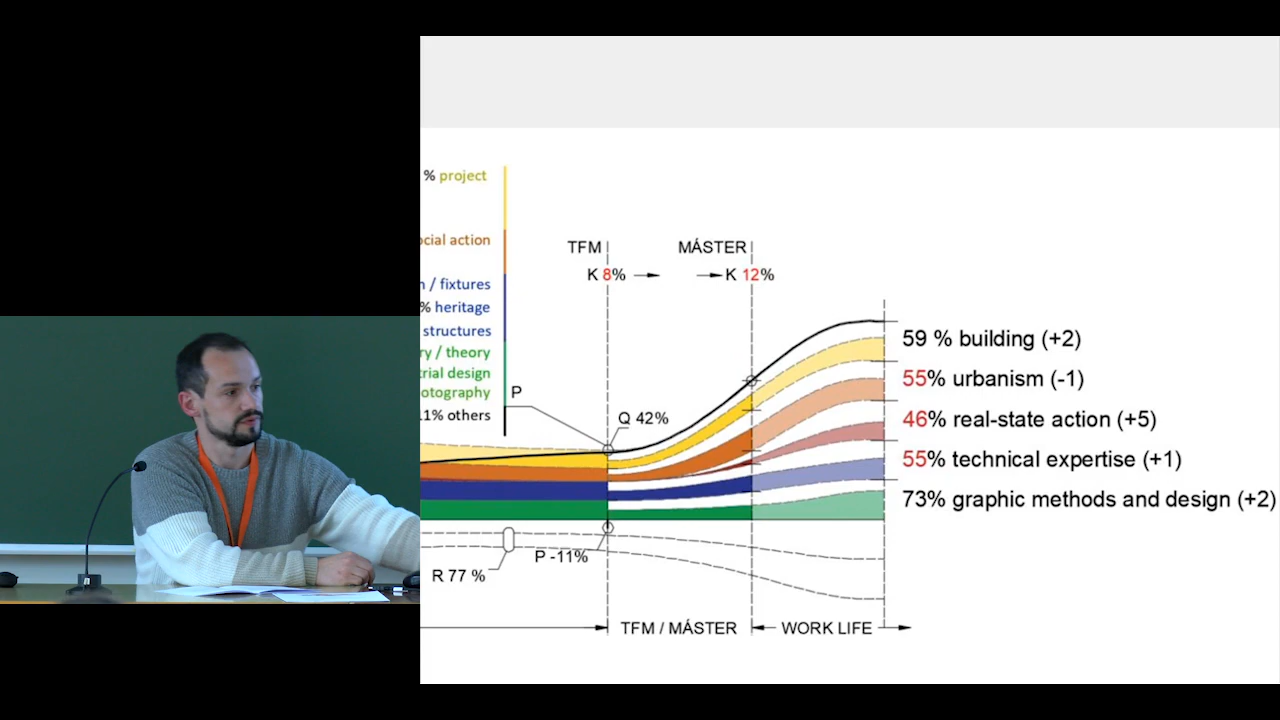 % project
social action
n / fixtures
% heritage
structures
ry / theory
trial design
otography
11% others
P
TFM
MÁSTER
K 8%
K 12%
Q 42%
59 % building (+2)
55% urbanism (-1)
46% real-state action (+5)
55% technical expertise (+1)
73% graphic methods and design (+2)
P -11%
R 77 %
TFM / MÁSTER
WORK LIFE